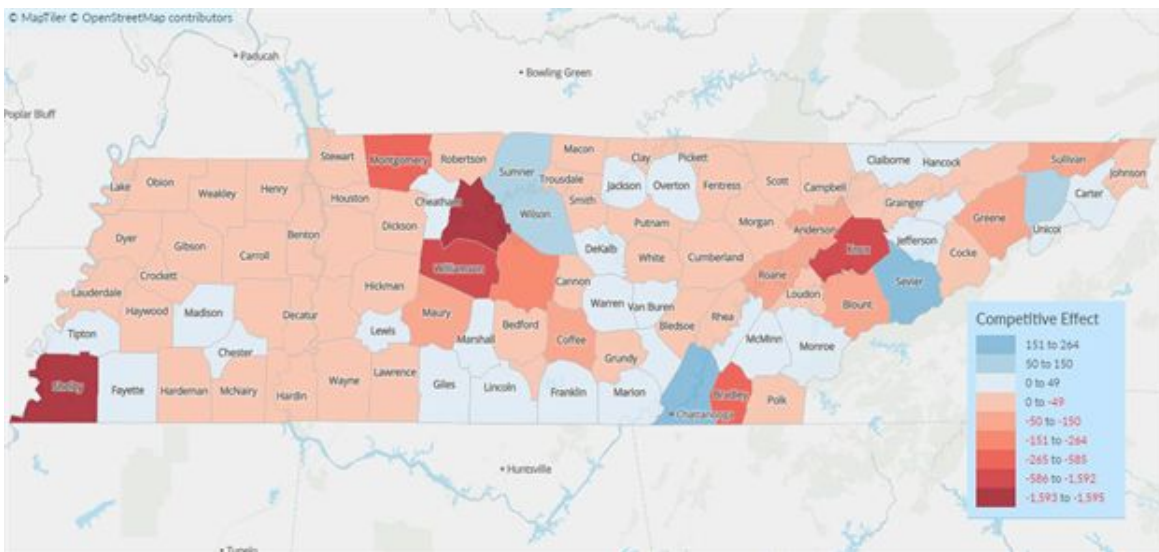 © MapTiler © OpenStreetMap contributors
Paducah
Bowling Green
Poplar Bluff
Stewart
Montgomery
Robertson
Sumner
Macon
Trousdale
Clay
Pickett
Claiborne
Hancock
Sullivan
Johnson
Lake
Obion
Weakley
Henry
Houston
Cheatham
Smith
Jackson
Overton
Fentress
Scott
Campbell
Grainger
Carter
Dyer
Gibson
Carroll
Benton
Dickson
Wilson
Putnam
Morgan
Anderson
Greene
Unicoi
Crockett
Williamson
DeKalb
White
Cumberland
Knox
Jefferson
Cocke
Lauderdale
Haywood
Madison
Decatur
Hickman
Cannon
Warren
Van Buren
Roane
Loudon
Blount
Sevier
Tipton
Chester
Lewis
Maury
Marshall
Bedford
Coffee
Grundy
Bledsoe
Rhea
McMinn
Monroe
Shelby
Fayette
Hardeman
McNairy
Hardin
Wayne
Lawrence
Giles
Lincoln
Franklin
Marion
Chattanooga
Bradley
Polk
Huntsville
Tupelo
Competitive Effect
151 to 264
50 to 150
0 to 49
0 to -49
-50 to -150
-151 to -264
-265 to -585
-586 to -1,592
-1,593 to -1,595